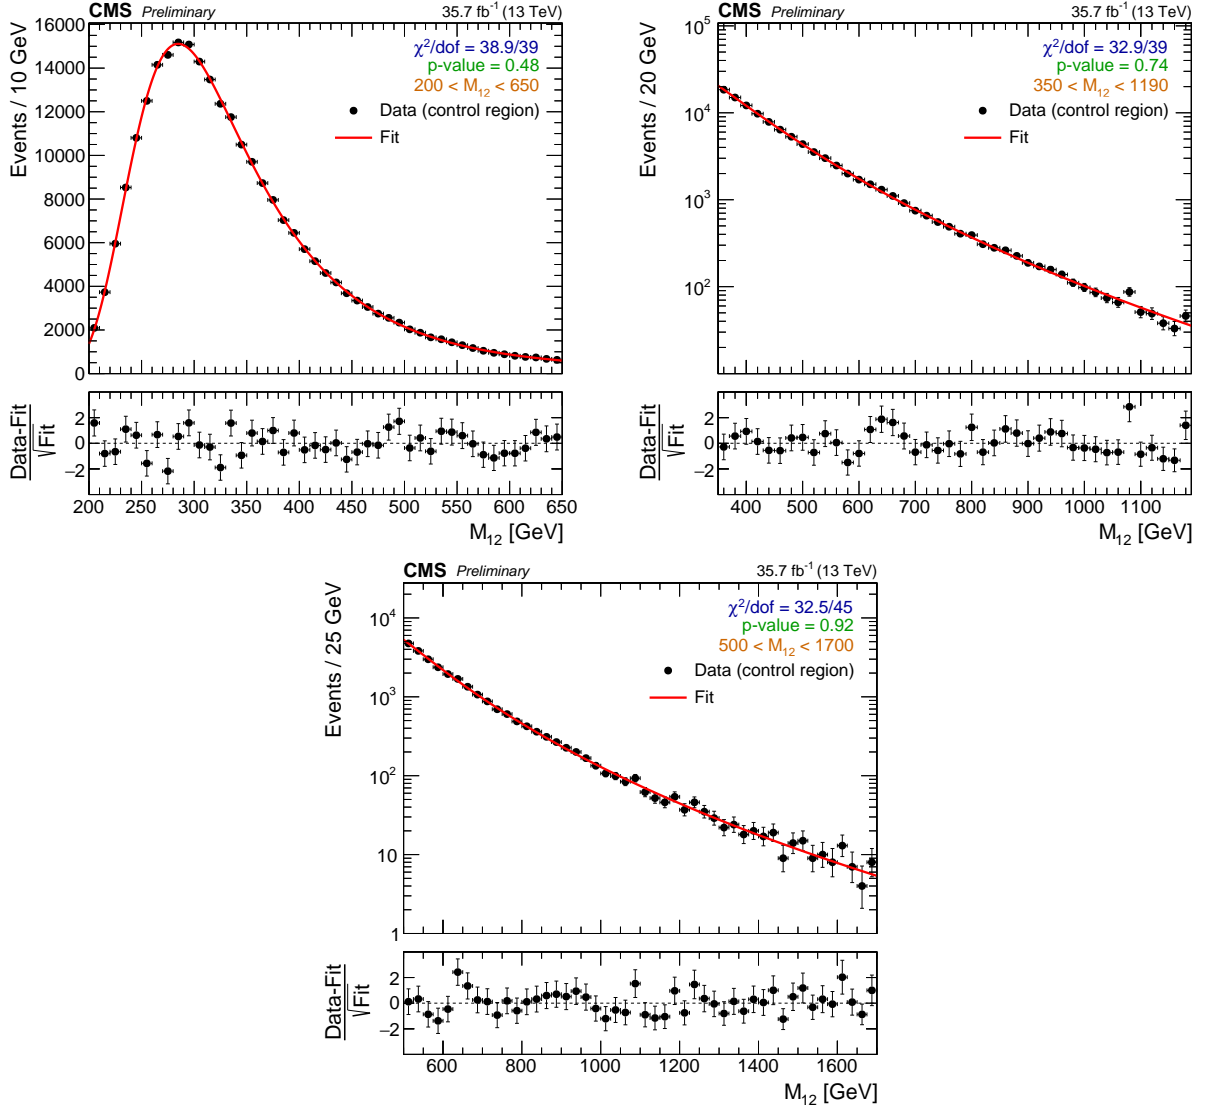 CMS Preliminary 35.7 fb⁻¹ (13 TeV)
Events / 10 GeV
χ²/dof = 38.9/39
p-value = 0.48
200 < M₁₂ < 650
Data (control region)
Fit
16000
14000
12000
10000
8000
6000
4000
2000
0
Data-Fit
√Fit
2
0
−2
200 250 300 350 400 450 500 550 600 650
M₁₂ [GeV]
CMS Preliminary 35.7 fb⁻¹ (13 TeV)
Events / 20 GeV
χ²/dof = 32.9/39
p-value = 0.74
350 < M₁₂ < 1190
Data (control region)
Fit
10⁵
10⁴
10³
10²
Data-Fit
√Fit
2
0
−2
400 500 600 700 800 900 1000 1100
M₁₂ [GeV]
CMS Preliminary 35.7 fb⁻¹ (13 TeV)
Events / 25 GeV
χ²/dof = 32.5/45
p-value = 0.92
500 < M₁₂ < 1700
Data (control region)
Fit
10⁴
10³
10²
10
1
Data-Fit
√Fit
2
0
−2
600 800 1000 1200 1400 1600
M₁₂ [GeV]